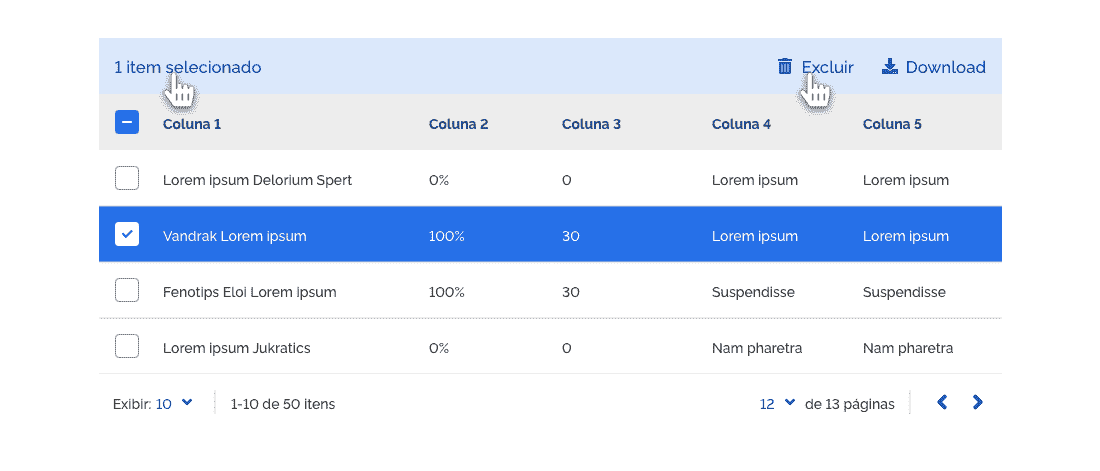 1 item selecionado Excluir Download
Coluna 1 Coluna 2 Coluna 3 Coluna 4 Coluna 5
Lorem ipsum Delorium Spert 0% 0 Lorem ipsum Lorem ipsum
Vandrak Lorem ipsum 100% 30 Lorem ipsum Lorem ipsum
Fenotips Eloi Lorem ipsum 100% 30 Suspendisse Suspendisse
Lorem ipsum Jukratics 0% 0 Nam pharetra Nam pharetra
Exibir: 10 1-10 de 50 itens 12 de 13 páginas